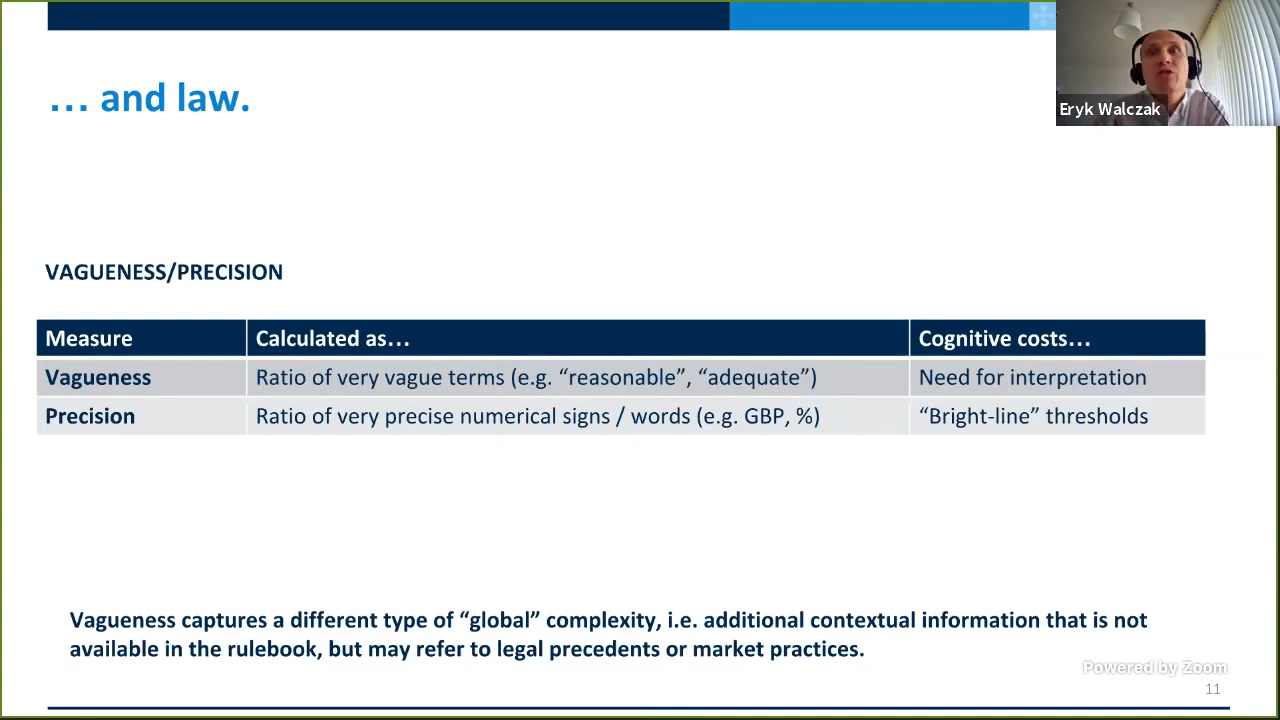 … and law.
Eryk Walczak
VAGUENESS/PRECISION
Measure Calculated as… Cognitive costs…
Vagueness Ratio of very vague terms (e.g. “reasonable”, “adequate”) Need for interpretation
Precision Ratio of very precise numerical signs / words (e.g. GBP, %) “Bright-line” thresholds
Vagueness captures a different type of “global” complexity, i.e. additional contextual information that is not
available in the rulebook, but may refer to legal precedents or market practices.
Powered by Zoom
11